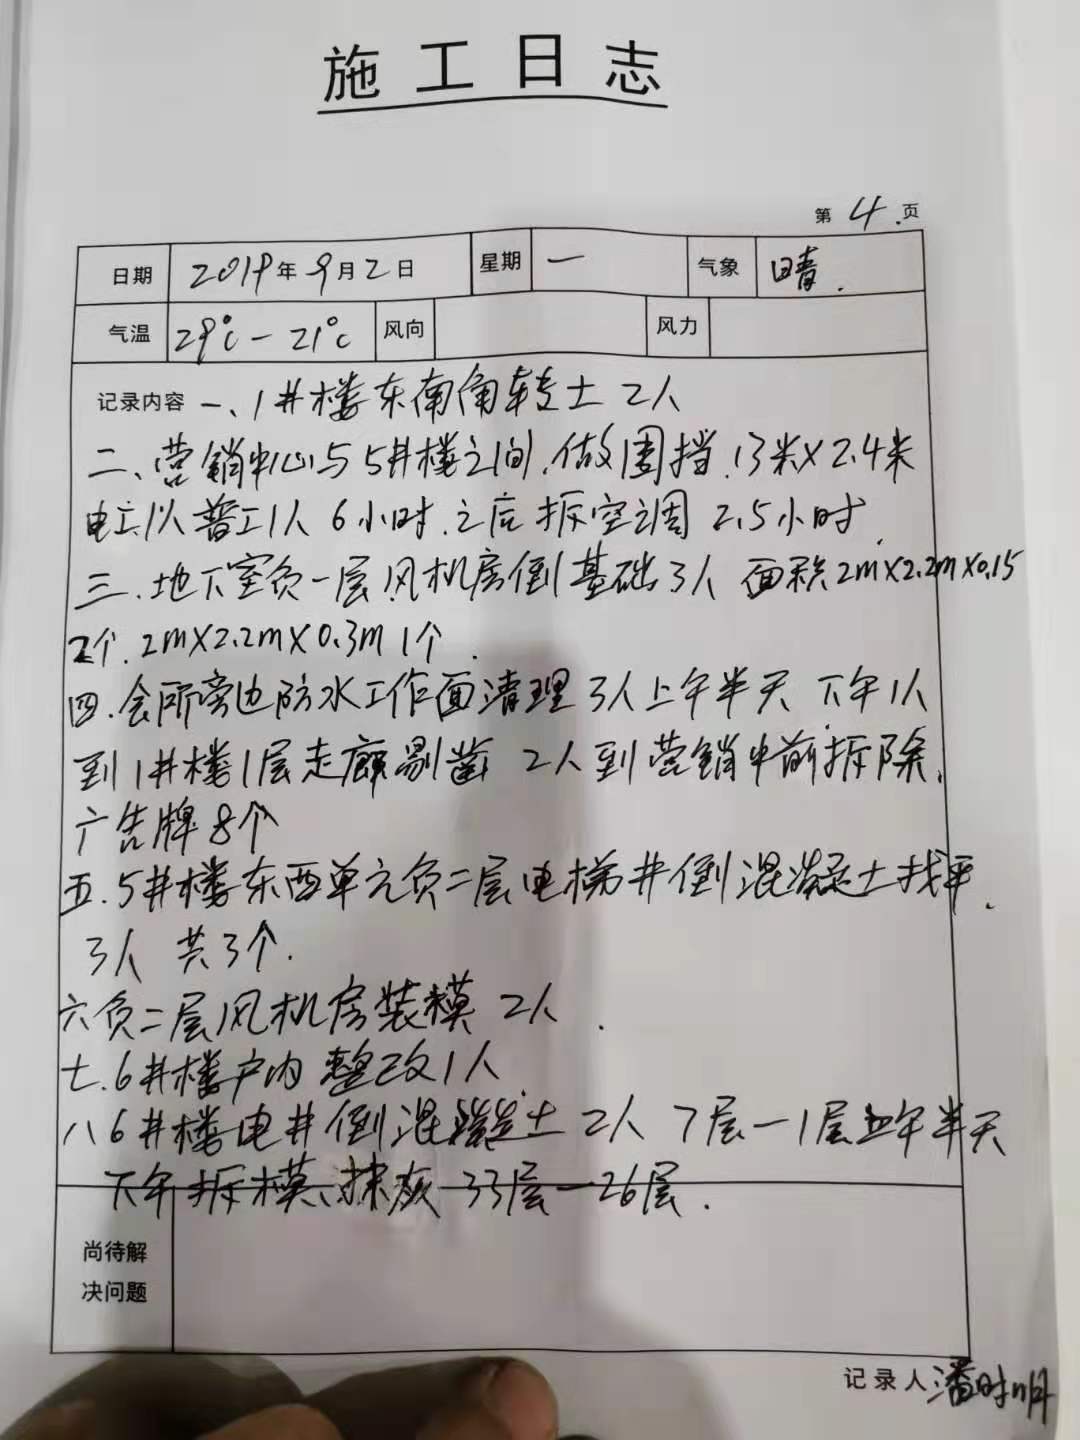 施工日志
第 4. 页
日期 2019年9月2日 星期 一 气象 晴.
气温 29℃-21℃ 风向 风力
记录内容 一、1井楼东南角转土 2人
二、营销中心与5井楼之间.做围挡.13米×2.4米
电工1人普工1人 6小时.之后拆空调 2.5小时.
三.地下室负一层风机房倒基础3人 面积2m×2.2m×0.15
2个.2m×2.2m×0.3m 1个.
四.会所旁边防水工作面清理3人上午半天 下午1人
到1井楼1层走廊剔凿 2人到营销中前拆除.
广告牌8个
五.5井楼东西单元负二层电梯井倒混凝土找平.
3人 共3个.
六负二层风机房装模 2人.
七.6井楼户内整改1人
八6井楼电井倒混凝土 2人 7层-1层上午半天
下午拆模、抹灰 33层-26层.
尚待解
决问题
记录人 潘时明